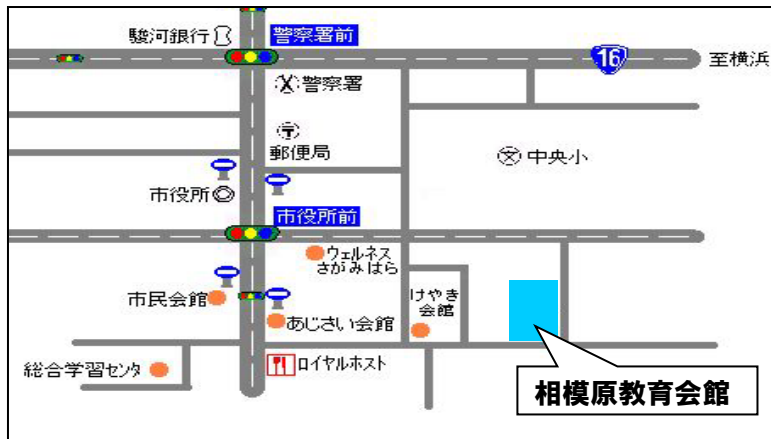 駿河銀行
警察署前
16
至横浜
警察署
郵便局
中央小
市役所
市役所前
ウェルネス
さがみはら
けやき
会館
市民会館
あじさい会館
総合学習センタ
ロイヤルホスト
相模原教育会館